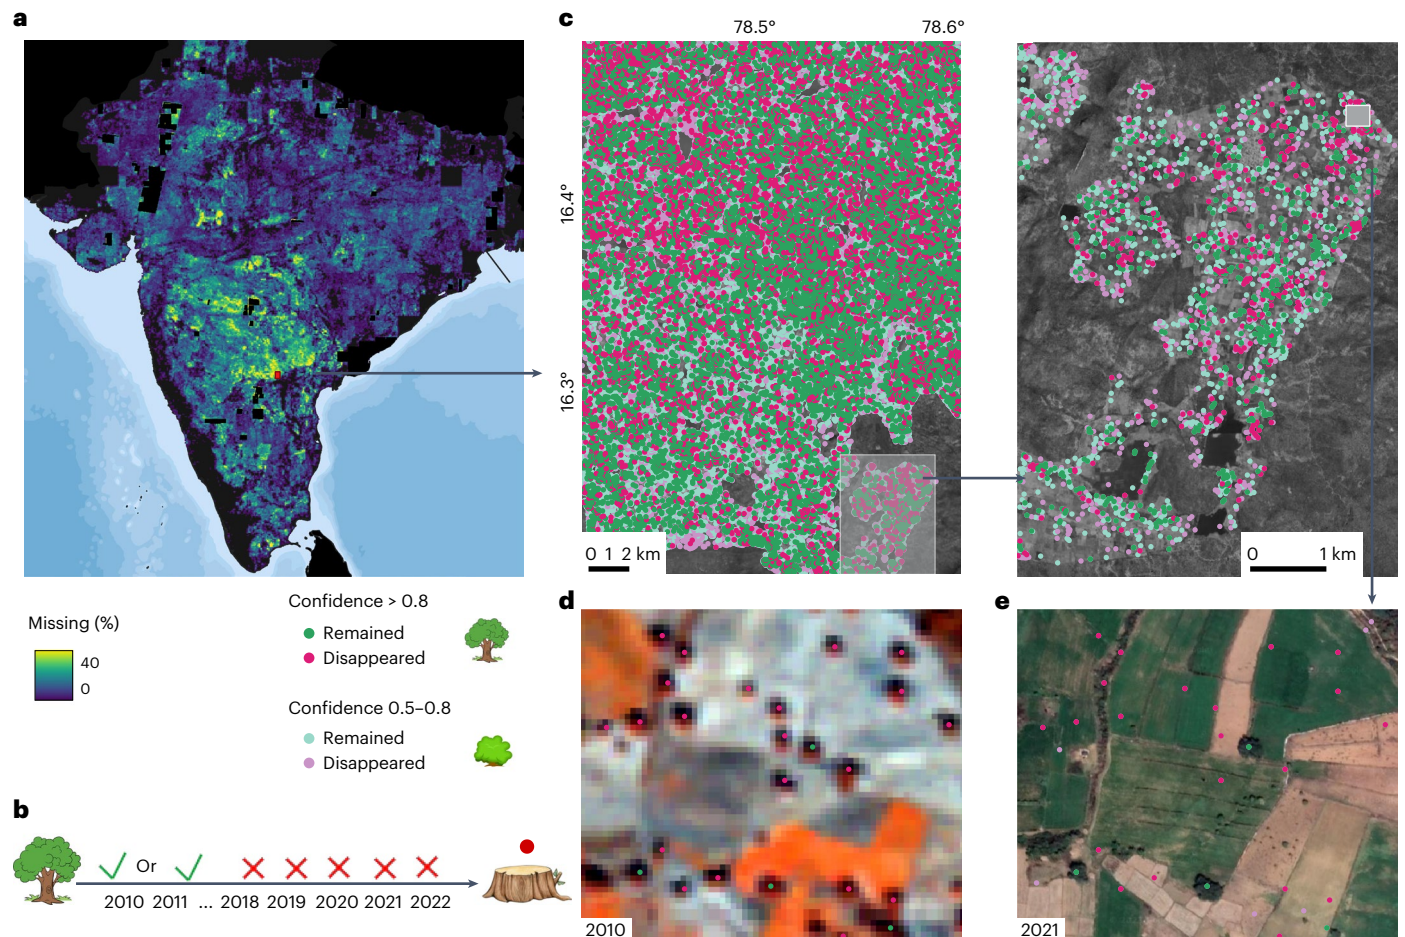 a
c
78.5°
78.6°
16.4°
16.3°
0 1 2 km
0 1 km
Missing (%)
40
0
Confidence > 0.8
Remained
Disappeared
Confidence 0.5–0.8
Remained
Disappeared
b
Or
2010 2011 ... 2018 2019 2020 2021 2022
d
2010
e
2021